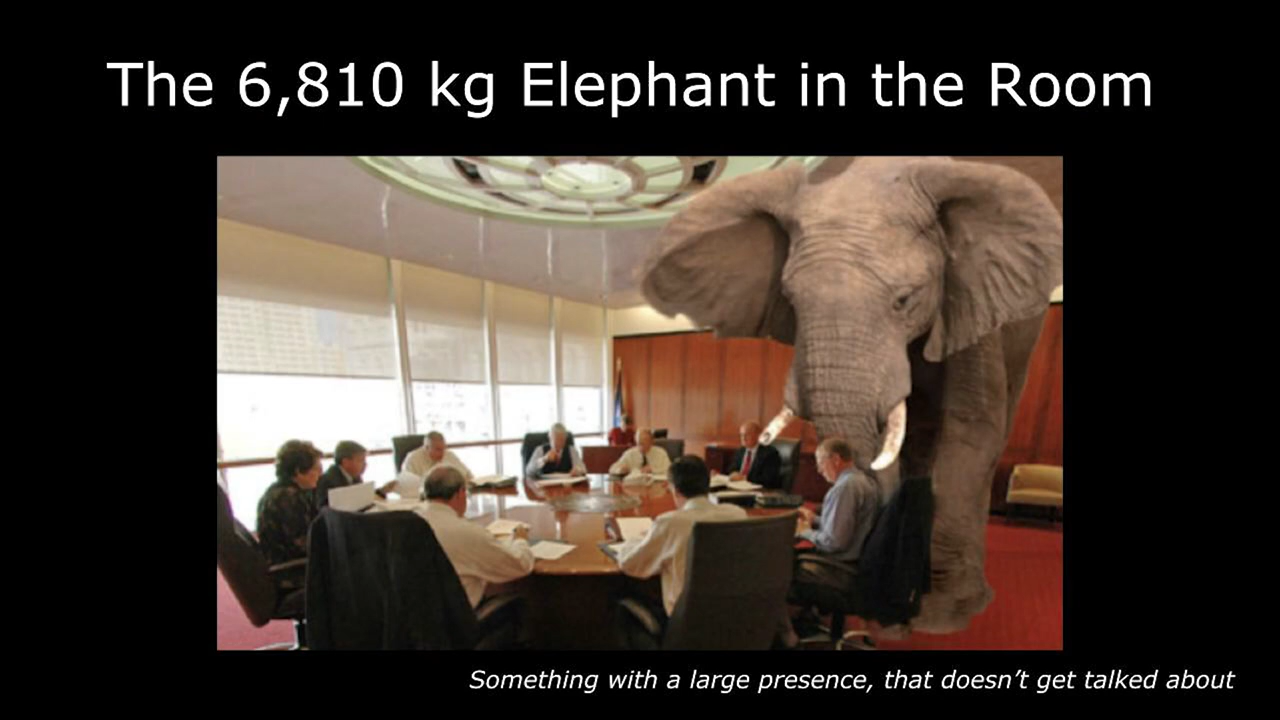 The 6,810 kg Elephant in the Room
Something with a large presence, that doesn’t get talked about